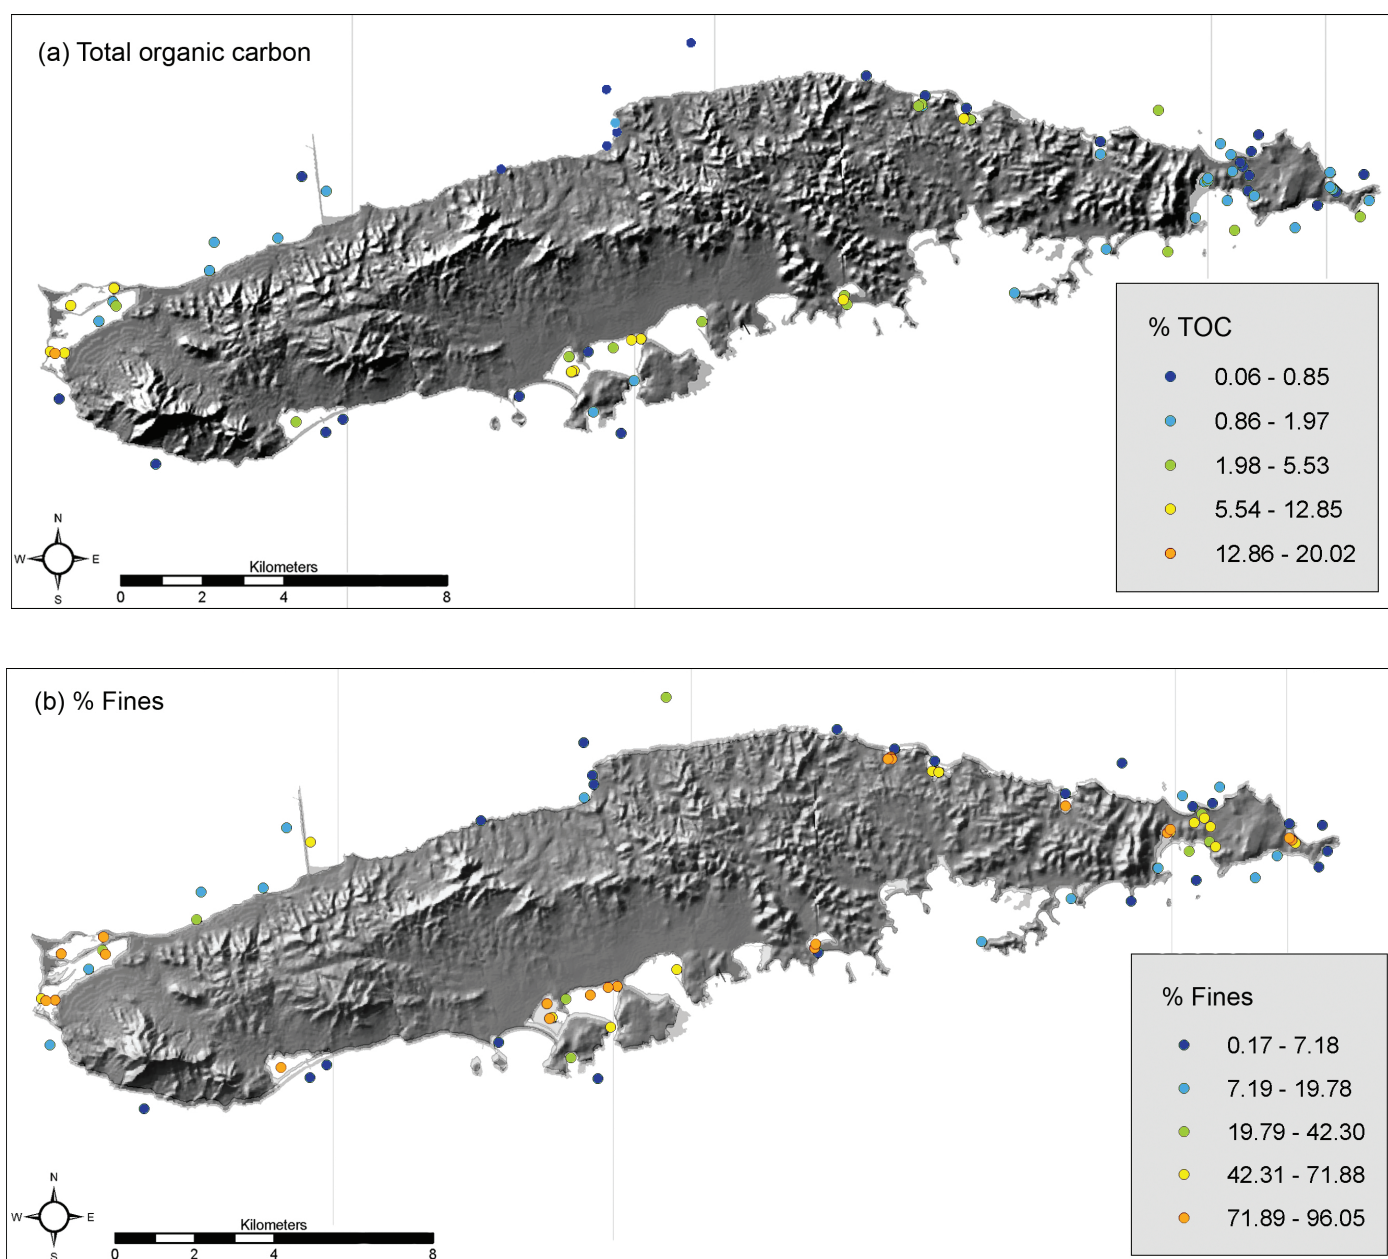 (a) Total organic carbon
% TOC
0.06 - 0.85
0.86 - 1.97
1.98 - 5.53
5.54 - 12.85
12.86 - 20.02
N
W E
S
Kilometers
0 2 4 8
(b) % Fines
% Fines
0.17 - 7.18
7.19 - 19.78
19.79 - 42.30
42.31 - 71.88
71.89 - 96.05
N
W E
S
Kilometers
0 2 4 8